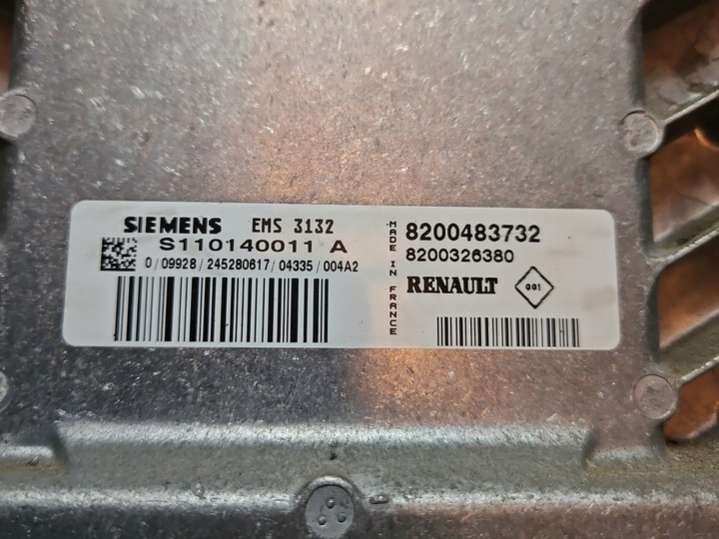 SIEMENS EMS 3132
S110140011 A
0/09928/245280617/04335/004A2
MADE IN FRANCE
8200483732
8200326380
RENAULT 001